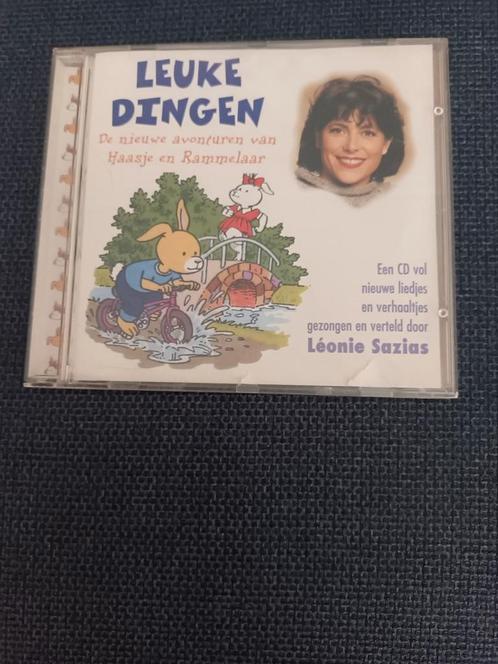 LEUKE
DINGEN
De nieuwe avonturen van
Haasje en Rammelaar
Een CD vol
nieuwe liedjes
en verhaaltjes
gezongen en verteld door
Léonie Sazias